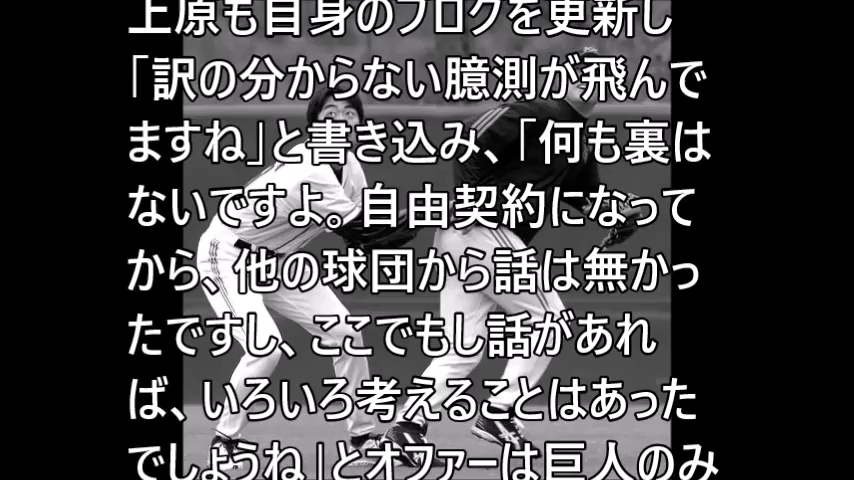 上原も自身のブログを更新し
「訳の分からない臆測が飛んで
ますね」と書き込み、「何も裏は
ないですよ。自由契約になって
から、他の球団から話は無かっ
たですし、ここでもし話があれ
ば、いろいろ考えることはあった
でしょうね」とオファーは巨人のみ